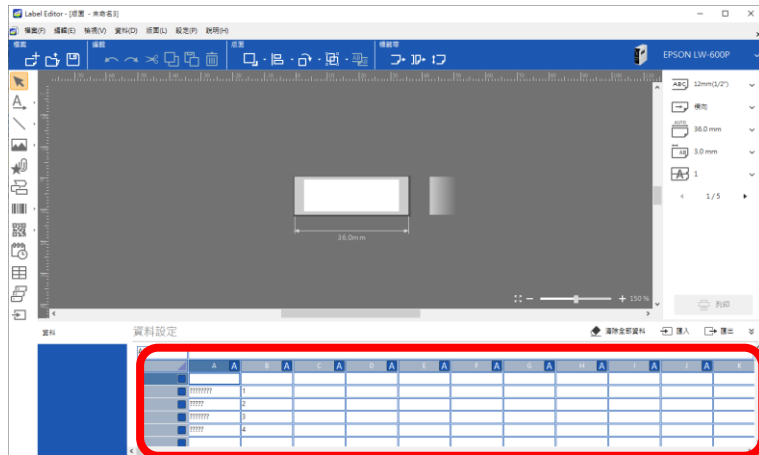 Label Editor - [版面 - 未命名3]
檔案(F) 編輯(E) 檢視(V) 資料(D) 版面(L) 設定(P) 說明(H)
檔案 編輯 版面 標籤帶
EPSON LW-600P
12mm(1/2")
橫向
AUTO
36.0 mm
3.0 mm
1
1/5
列印
36.0mm
150 %
資料 資料設定 清除全部資料 匯入 匯出
A A B A C A D A E A F A G A H A I A J A K
???????? 1
????? 2
??????? 3
????? 4